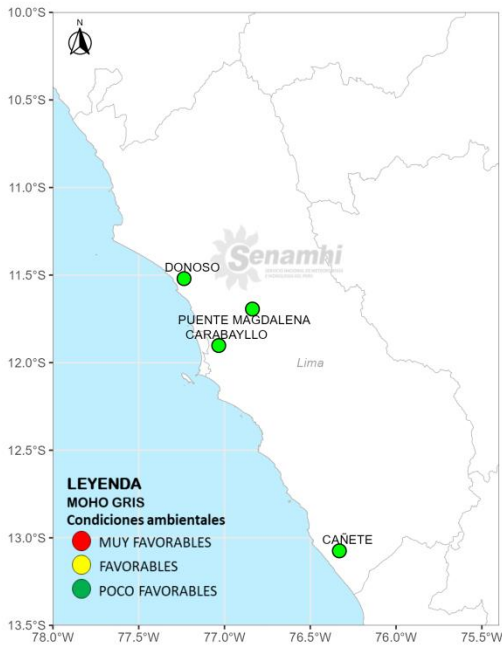 10.0°S
N
10.5°S
11.0°S
11.5°S
12.0°S
12.5°S
13.0°S
13.5°S
DONOSO
Senamhi
PUENTE MAGDALENA
CARABAYLLO
Lima
CAÑETE
LEYENDA
MOHO GRIS
Condiciones ambientales
MUY FAVORABLES
FAVORABLES
POCO FAVORABLES
78.0°W 77.5°W 77.0°W 76.5°W 76.0°W 75.5°W